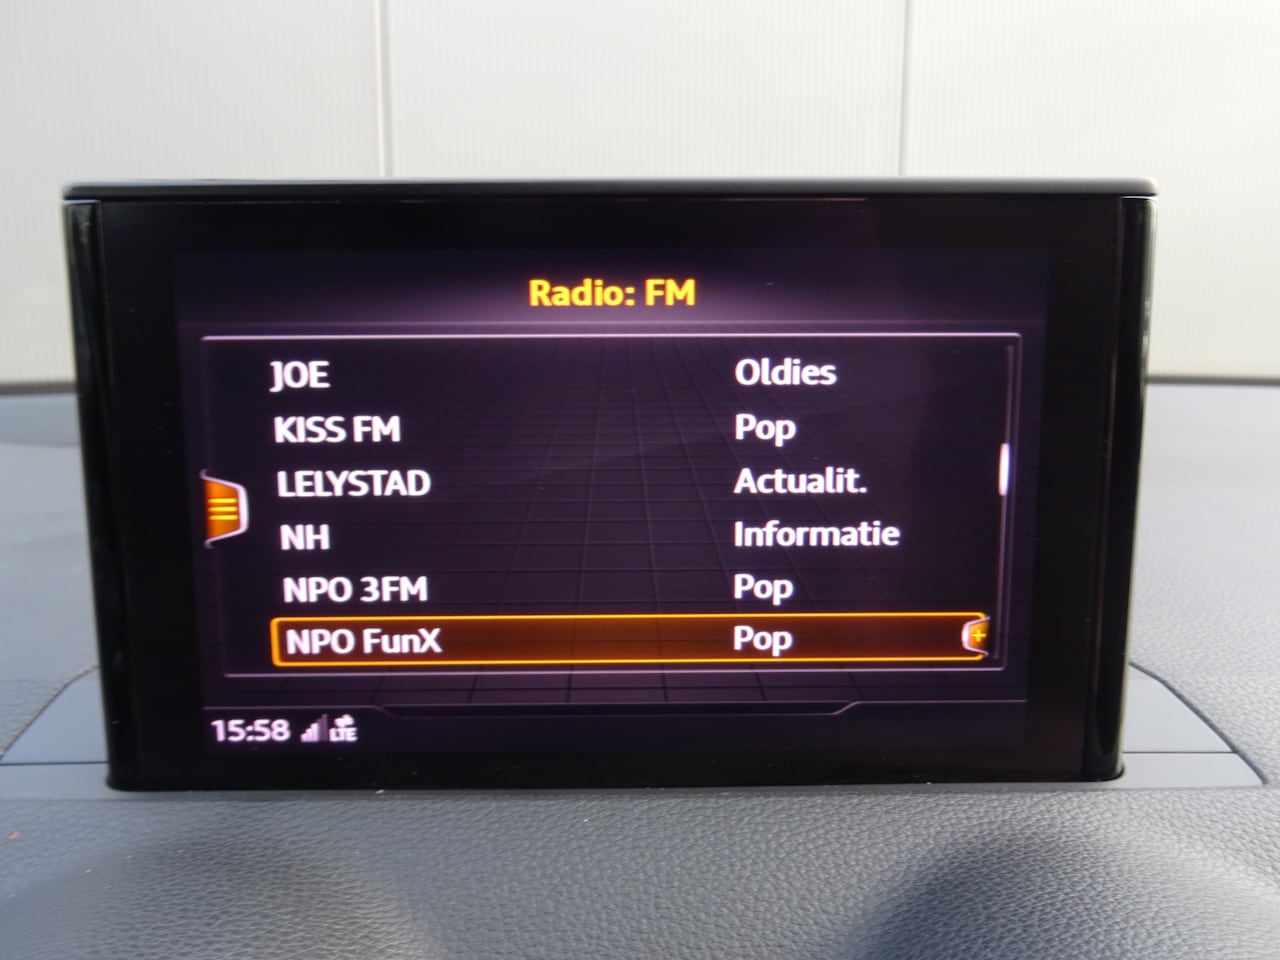 Radio: FM
JOE Oldies
KISS FM Pop
LELYSTAD Actualit.
NH Informatie
NPO 3FM Pop
NPO FunX Pop
15:58 LTE